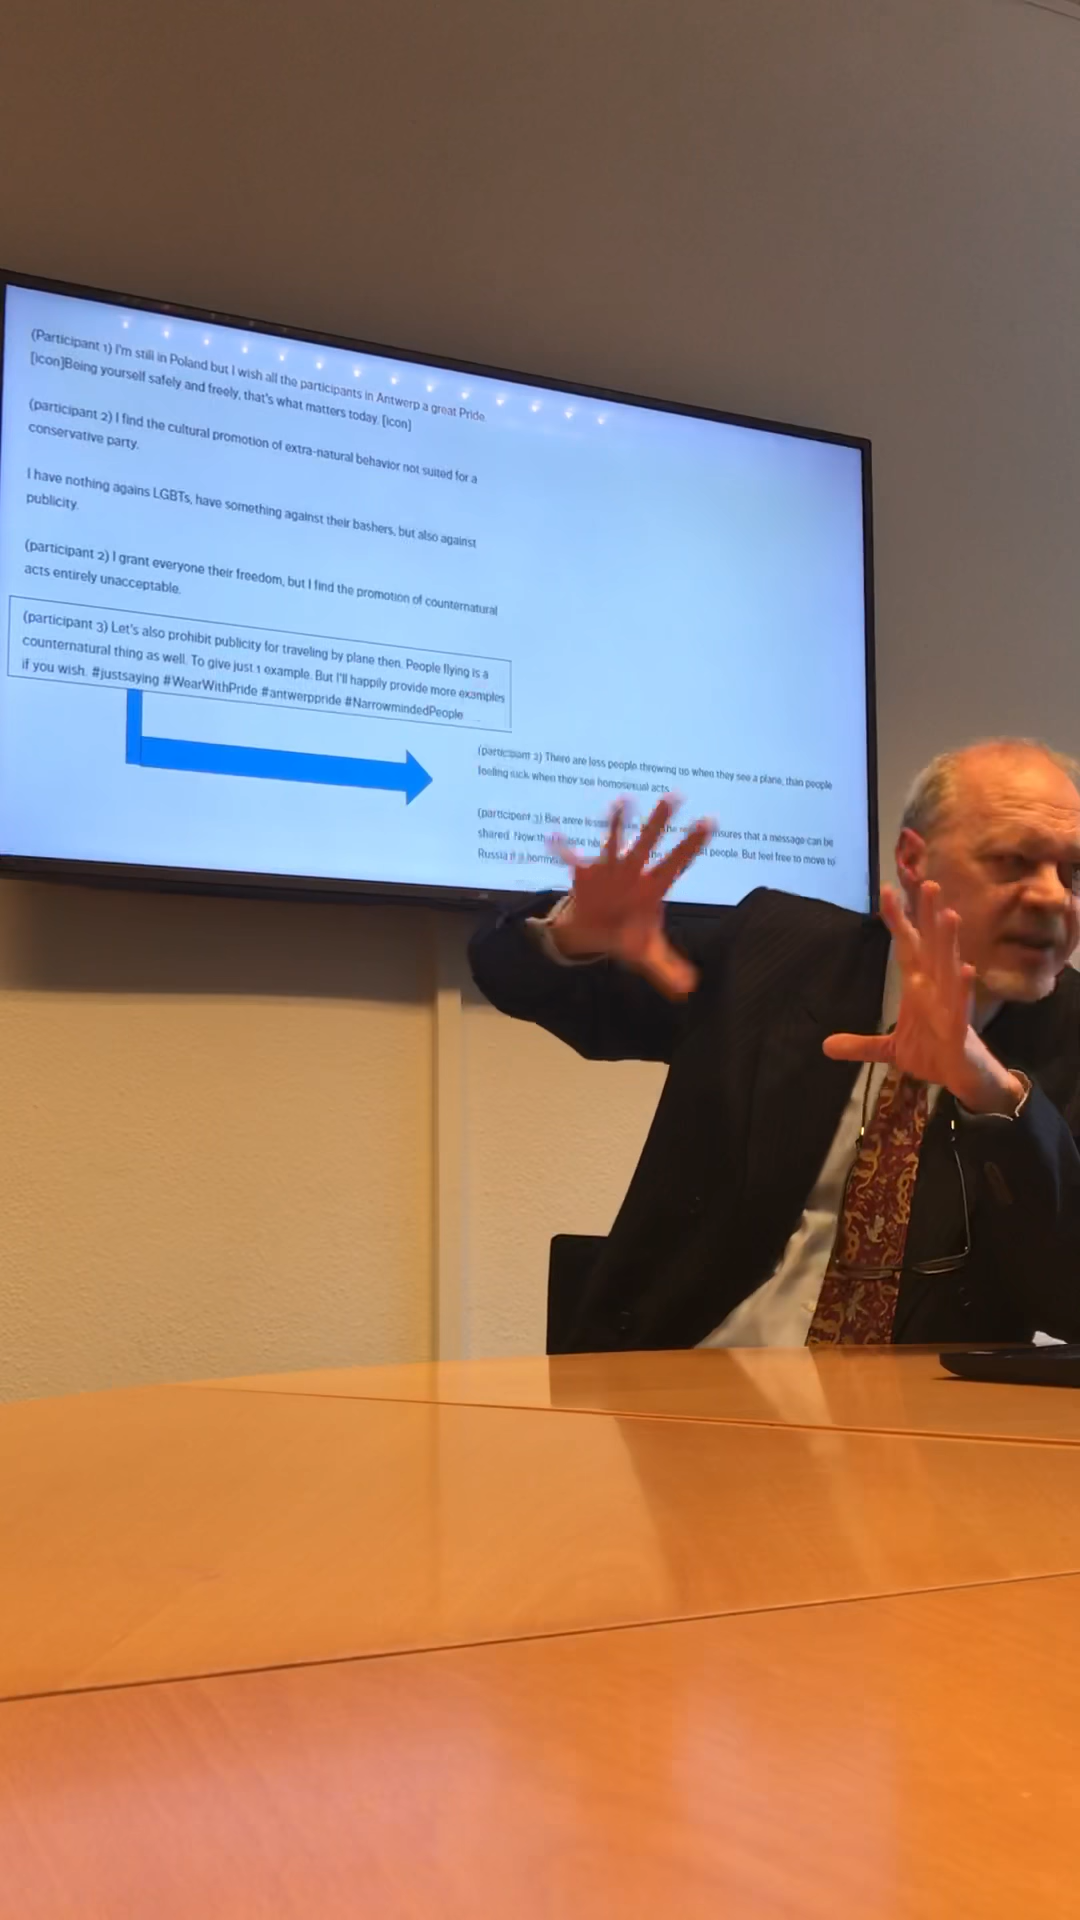 (Participant 1) I'm still in Poland but I wish all the participants in Antwerp a great Pride.
[icon]Being yourself safely and freely, that's what matters today. [icon]
(participant 2) I find the cultural promotion of extra-natural behavior not suited for a
conservative party.
I have nothing agains LGBTs, have something against their bashers, but also against
publicity.
(participant 2) I grant everyone their freedom, but I find the promotion of counternatural
acts entirely unacceptable.
(participant 3) Let's also prohibit publicity for traveling by plane then. People flying is a
counternatural thing as well. To give just 1 example. But I'll happily provide more examples
if you wish. #justsaying #WearWithPride #antwerppride #NarrowmindedPeople
(participant 2) There are less people throwing up when they see a plane, than people
feeling sick when they see homosexual acts.
(participant 3) that a message can be
shared. Now people. But feel free to move to
Russia